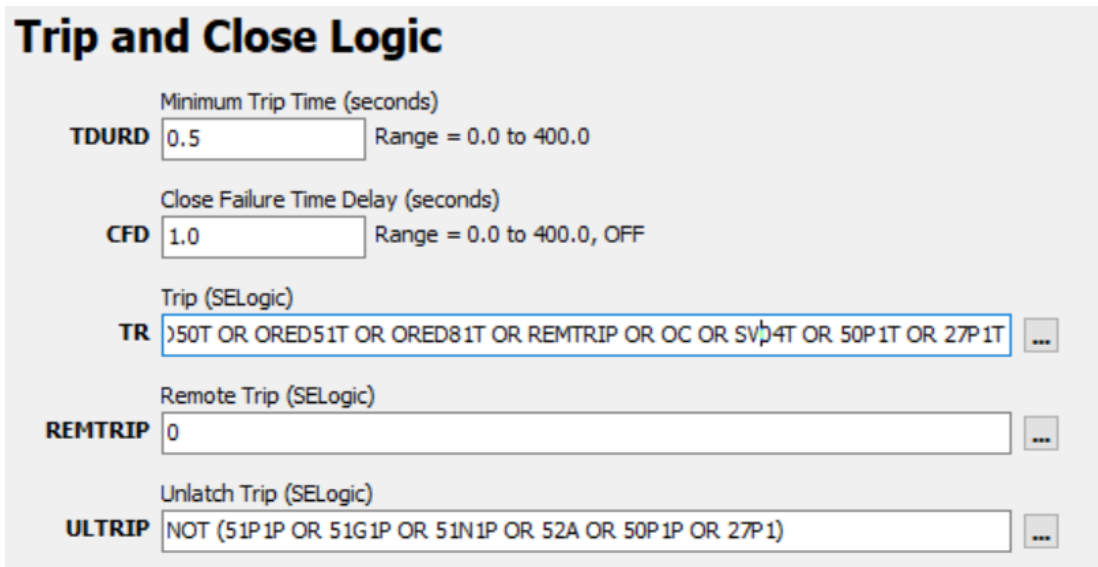 Trip and Close Logic
Minimum Trip Time (seconds)
TDURD 0.5 Range = 0.0 to 400.0
Close Failure Time Delay (seconds)
CFD 1.0 Range = 0.0 to 400.0, OFF
Trip (SELogic)
TR 50T OR ORED51T OR ORED81T OR REMTRIP OR OC OR SV04T OR 50P1T OR 27P1T ...
Remote Trip (SELogic)
REMTRIP 0 ...
Unlatch Trip (SELogic)
ULTRIP NOT (51P1P OR 51G1P OR 51N1P OR 52A OR 50P1P OR 27P1) ...